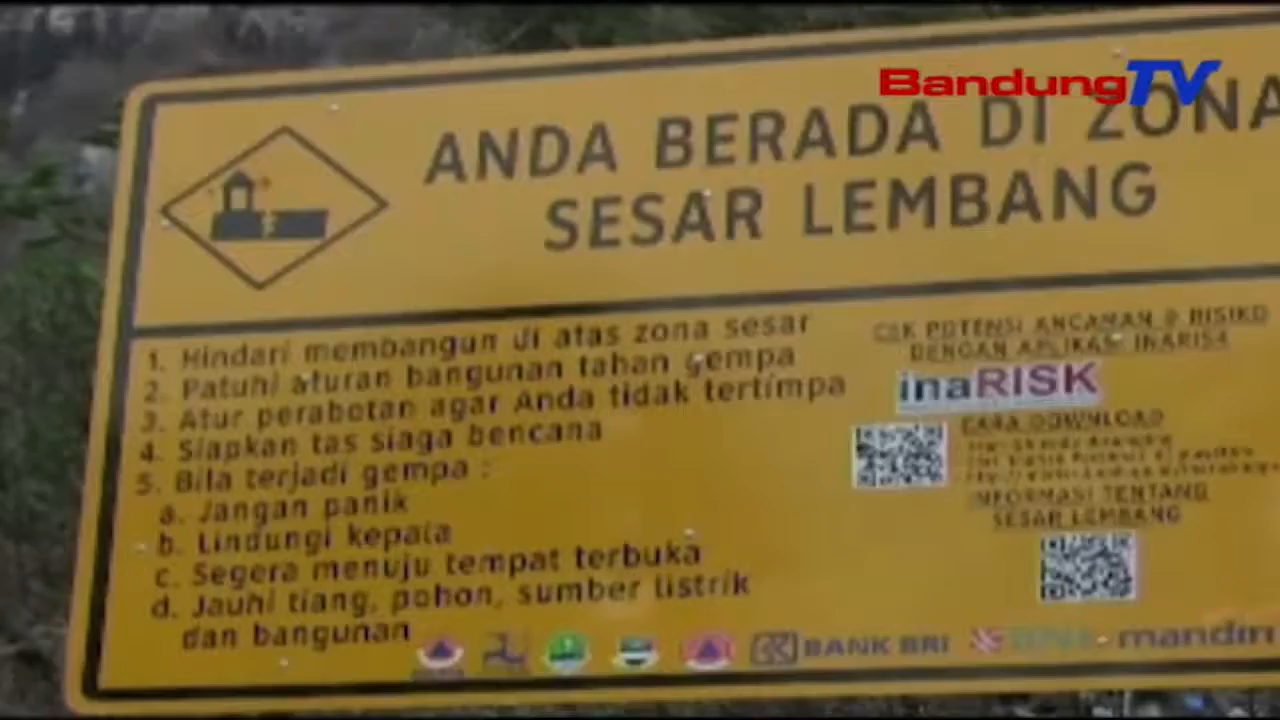 BandungTV
ANDA BERADA DI ZONA
SESAR LEMBANG
1. Hindari membangun di atas zona sesar
2. Patuhi aturan bangunan tahan gempa
3. Atur perabotan agar Anda tidak tertimpa
4. Siapkan tas siaga bencana
5. Bila terjadi gempa :
a. Jangan panik
b. Lindungi kepala
c. Segera menuju tempat terbuka
d. Jauhi tiang, pohon, sumber listrik
dan bangunan
CEK POTENSI ANCAMAN & RISIKO
DENGAN APLIKASI INARISK
inaRISK
CARA DOWNLOAD
INFORMASI TENTANG
SESAR LEMBANG
BANK BRI
BNI
mandiri